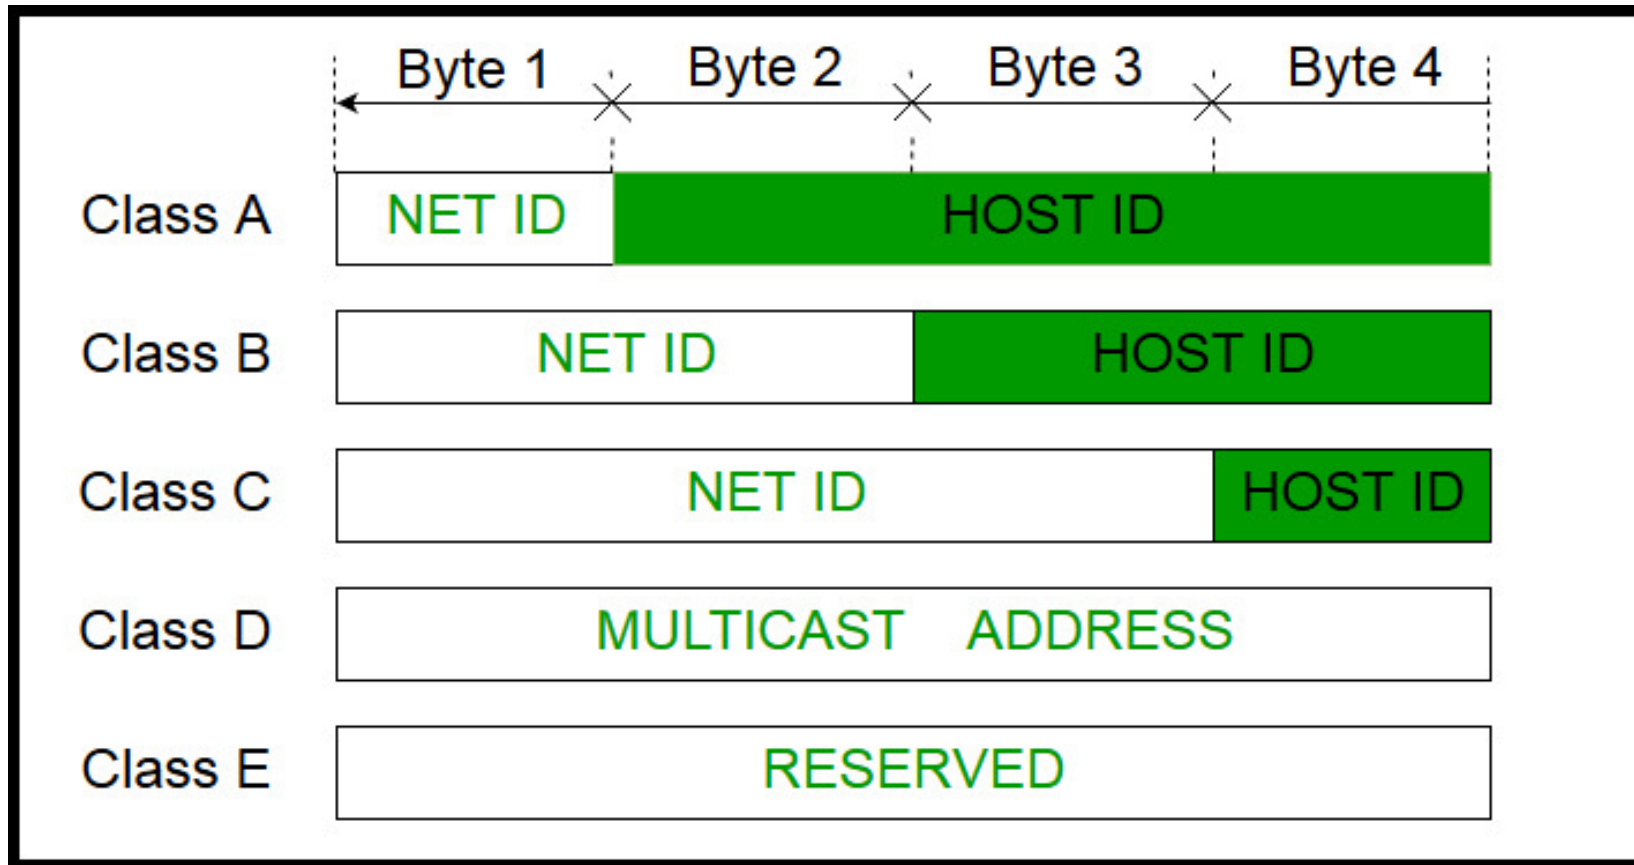 Byte 1 Byte 2 Byte 3 Byte 4
Class A NET ID HOST ID
Class B NET ID HOST ID
Class C NET ID HOST ID
Class D MULTICAST ADDRESS
Class E RESERVED